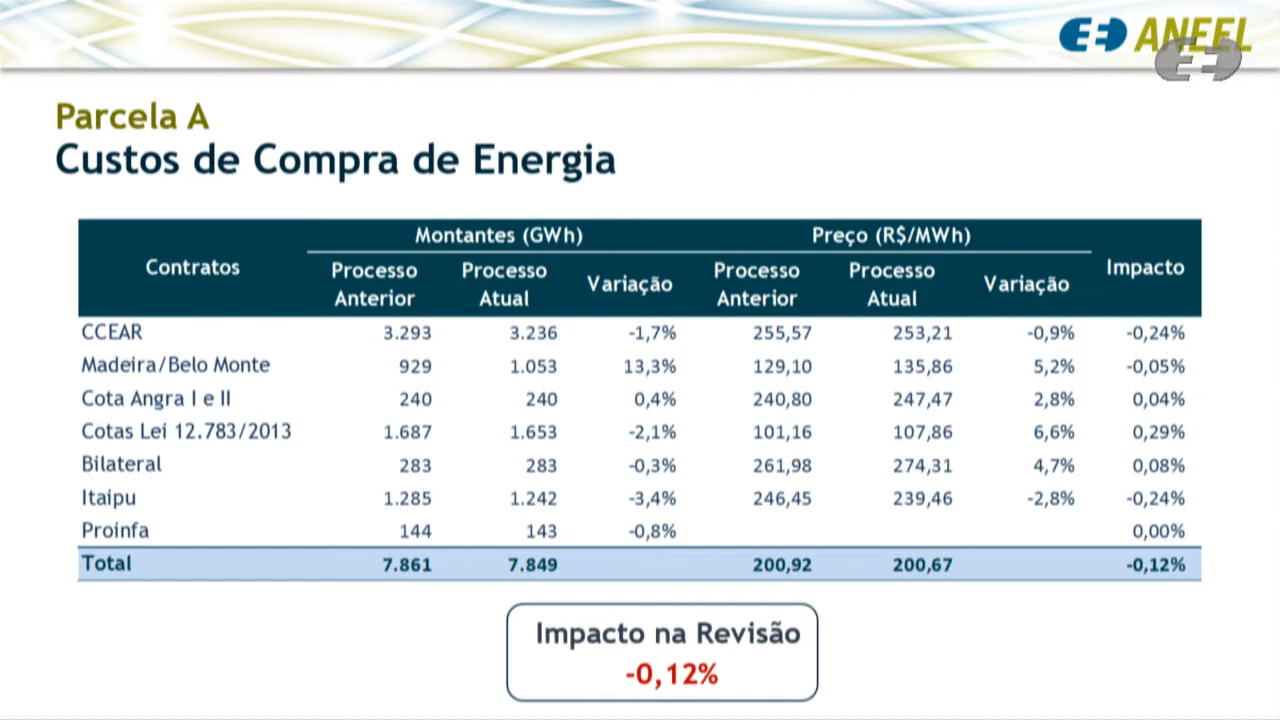 ANEEL
Parcela A
Custos de Compra de Energia
Contratos Montantes (GWh) Preço (R$/MWh) Impacto
Processo Anterior Processo Atual Variação Processo Anterior Processo Atual Variação
CCEAR 3.293 3.236 -1,7% 255,57 253,21 -0,9% -0,24%
Madeira/Belo Monte 929 1.053 13,3% 129,10 135,86 5,2% -0,05%
Cota Angra I e II 240 240 0,4% 240,80 247,47 2,8% 0,04%
Cotas Lei 12.783/2013 1.687 1.653 -2,1% 101,16 107,86 6,6% 0,29%
Bilateral 283 283 -0,3% 261,98 274,31 4,7% 0,08%
Itaipu 1.285 1.242 -3,4% 246,45 239,46 -2,8% -0,24%
Proinfa 144 143 -0,8% 0,00%
Total 7.861 7.849 200,92 200,67 -0,12%
Impacto na Revisão
-0,12%